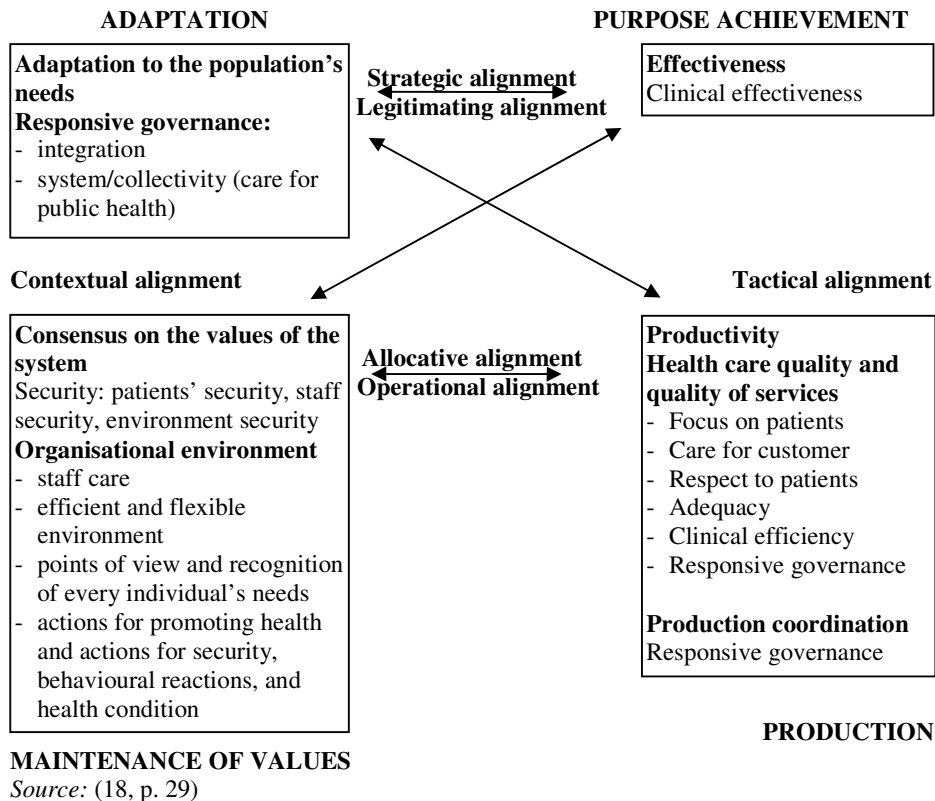 ADAPTATION
PURPOSE ACHIEVEMENT
Adaptation to the population's
needs
Responsive governance:
- integration
- system/collectivity (care for
public health)
Strategic alignment
Legitimating alignment
Effectiveness
Clinical effectiveness
Contextual alignment
Tactical alignment
Consensus on the values of the
system
Security: patients' security, staff
security, environment security
Organisational environment
- staff care
- efficient and flexible
environment
- points of view and recognition
of every individual's needs
- actions for promoting health
and actions for security,
behavioural reactions, and
health condition
Allocative alignment
Operational alignment
Productivity
Health care quality and
quality of services
- Focus on patients
- Care for customer
- Respect to patients
- Adequacy
- Clinical efficiency
- Responsive governance
Production coordination
Responsive governance
PRODUCTION
MAINTENANCE OF VALUES
Source: (18, p. 29)